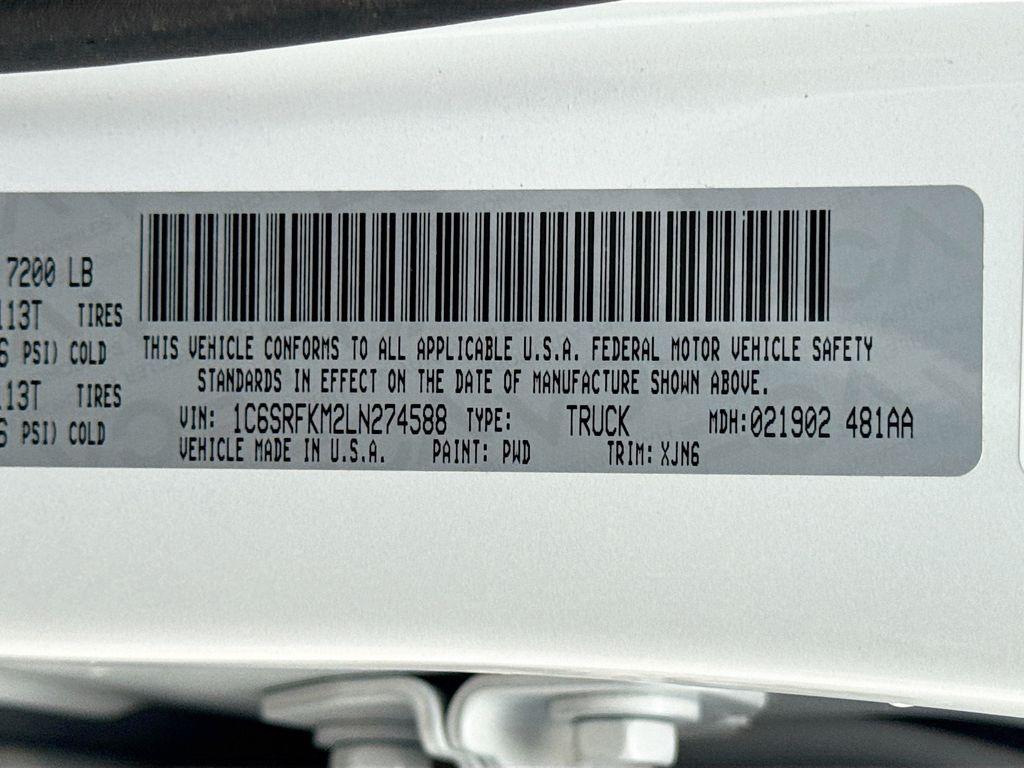 7200 LB
113T TIRES
6 PSI) COLD
113T TIRES
6 PSI) COLD
THIS VEHICLE CONFORMS TO ALL APPLICABLE U.S.A. FEDERAL MOTOR VEHICLE SAFETY
STANDARDS IN EFFECT ON THE DATE OF MANUFACTURE SHOWN ABOVE.
VIN: 1C6SRFKM2LN274588 TYPE: TRUCK MDH:021902 481AA
VEHICLE MADE IN U.S.A. PAINT: PWD TRIM: XJN6